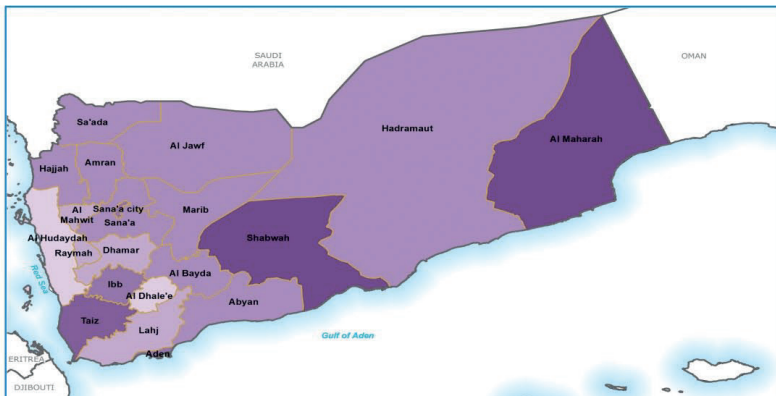 SAUDI
ARABIA
OMAN
Sa'ada
Al Jawf
Hadramaut
Al Maharah
Hajjah
Amran
Al
Mahwit
Sana'a city
Sana'a
Marib
Shabwah
Al Hudaydah
Raymah
Dhamar
Al Bayda
Red Sea
Ibb
Al Dhale'e
Abyan
Taiz
Lahj
Gulf of Aden
Aden
ERITREA
DJIBOUTI